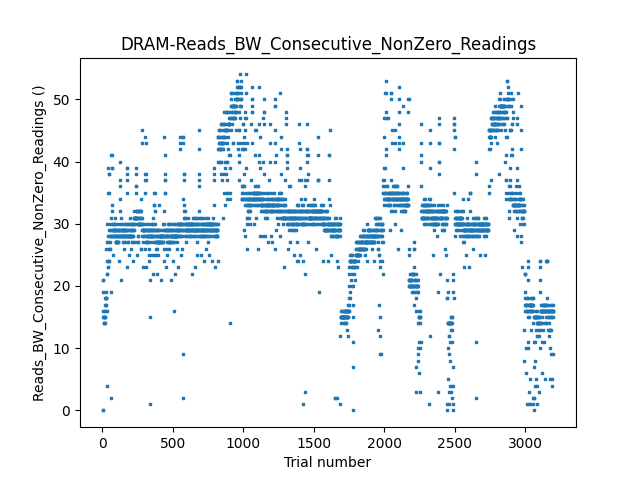 DRAM-Reads_BW_Consecutive_NonZero_Readings
Reads_BW_Consecutive_NonZero_Readings ()
50
40
30
20
10
0
0 500 1000 1500 2000 2500 3000
Trial number